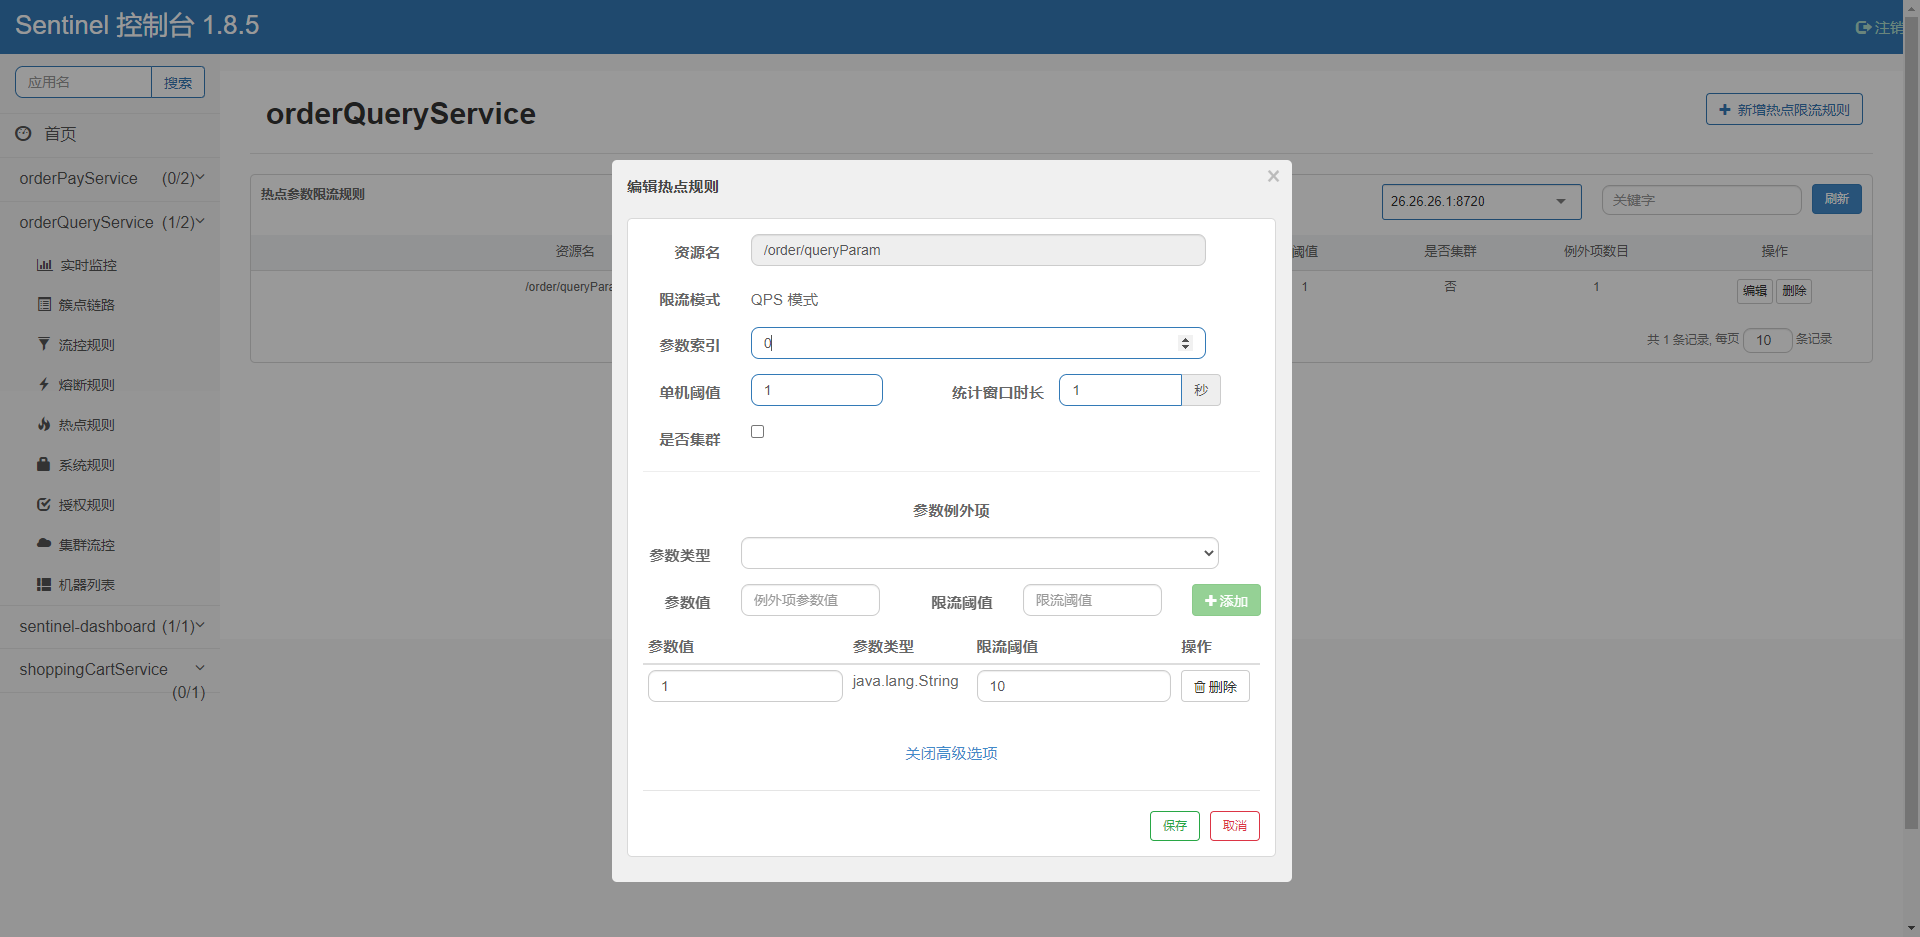 Sentinel 控制台 1.8.5
注销
应用名
搜索
首页
orderPayService (0/2)
orderQueryService (1/2)
实时监控
簇点链路
流控规则
熔断规则
热点规则
系统规则
授权规则
集群流控
机器列表
sentinel-dashboard (1/1)
shoppingCartService
(0/1)
orderQueryService
新增热点限流规则
热点参数限流规则
26.26.26.1:8720
关键字
刷新
资源名
阈值 是否集群 例外项数目 操作
/order/queryPara
1 否 1 编辑 删除
共 1 条记录, 每页 10 条记录
编辑热点规则
×
资源名 /order/queryParam
限流模式 QPS 模式
参数索引 0
单机阈值 1 统计窗口时长 1 秒
是否集群
参数例外项
参数类型
参数值 例外项参数值 限流阈值 限流阈值 添加
参数值 参数类型 限流阈值 操作
1 java.lang.String 10 删除
关闭高级选项
保存 取消